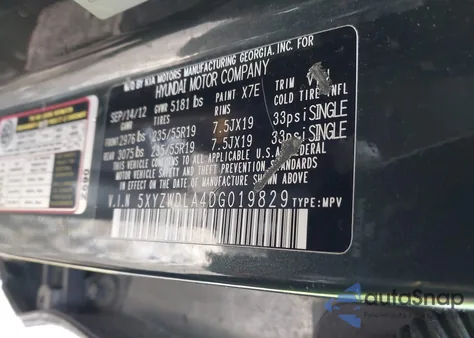 MFD BY KIA MOTORS MANUFACTURING GEORGIA, INC. FOR
HYUNDAI MOTOR COMPANY
SEP/14/12 GVWR 5181 lbs PAINT X7E TRIM
GAWR TIRES RIMS COLD TIRE INFL
FRONT 2976 lbs 235/55R19 7.5JX19 33psi SINGLE
REAR 3075 lbs 235/55R19 7.5JX19 33psi SINGLE
THIS VEHICLE CONFORMS TO ALL APPLICABLE U.S.A. FEDERAL
MOTOR VEHICLE SAFETY AND THEFT PREVENTION STANDARDS
IN EFFECT ON THE DATE OF MANUFACTURE SHOWN ABOVE.
V.I.N 5XYZWDLA4DG019829 TYPE:MPV
autoSnap